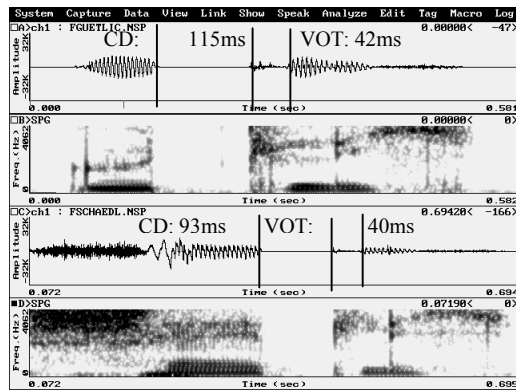 System Capture Data View Link Show Speak Analyze Edit Tag Macro Log
□A>ch1 : FGUETLIC.NSP 0.00000< -47>
CD: 115ms VOT: 42ms
Amplitude 32K -32K
0.000 Time (sec) 0.581
□B>SPG 0.00000< 0>
Freq.(Hz) 4062 0
0.000 Time (sec) 0.582
□C>ch1 : FSCHAEDL.NSP 0.69420< -166>
CD: 93ms VOT: 40ms
Amplitude 32K -32K
0.072 Time (sec) 0.694
■D>SPG 0.07190< 0>
Freq.(Hz) 4062 0
0.072 Time (sec) 0.695